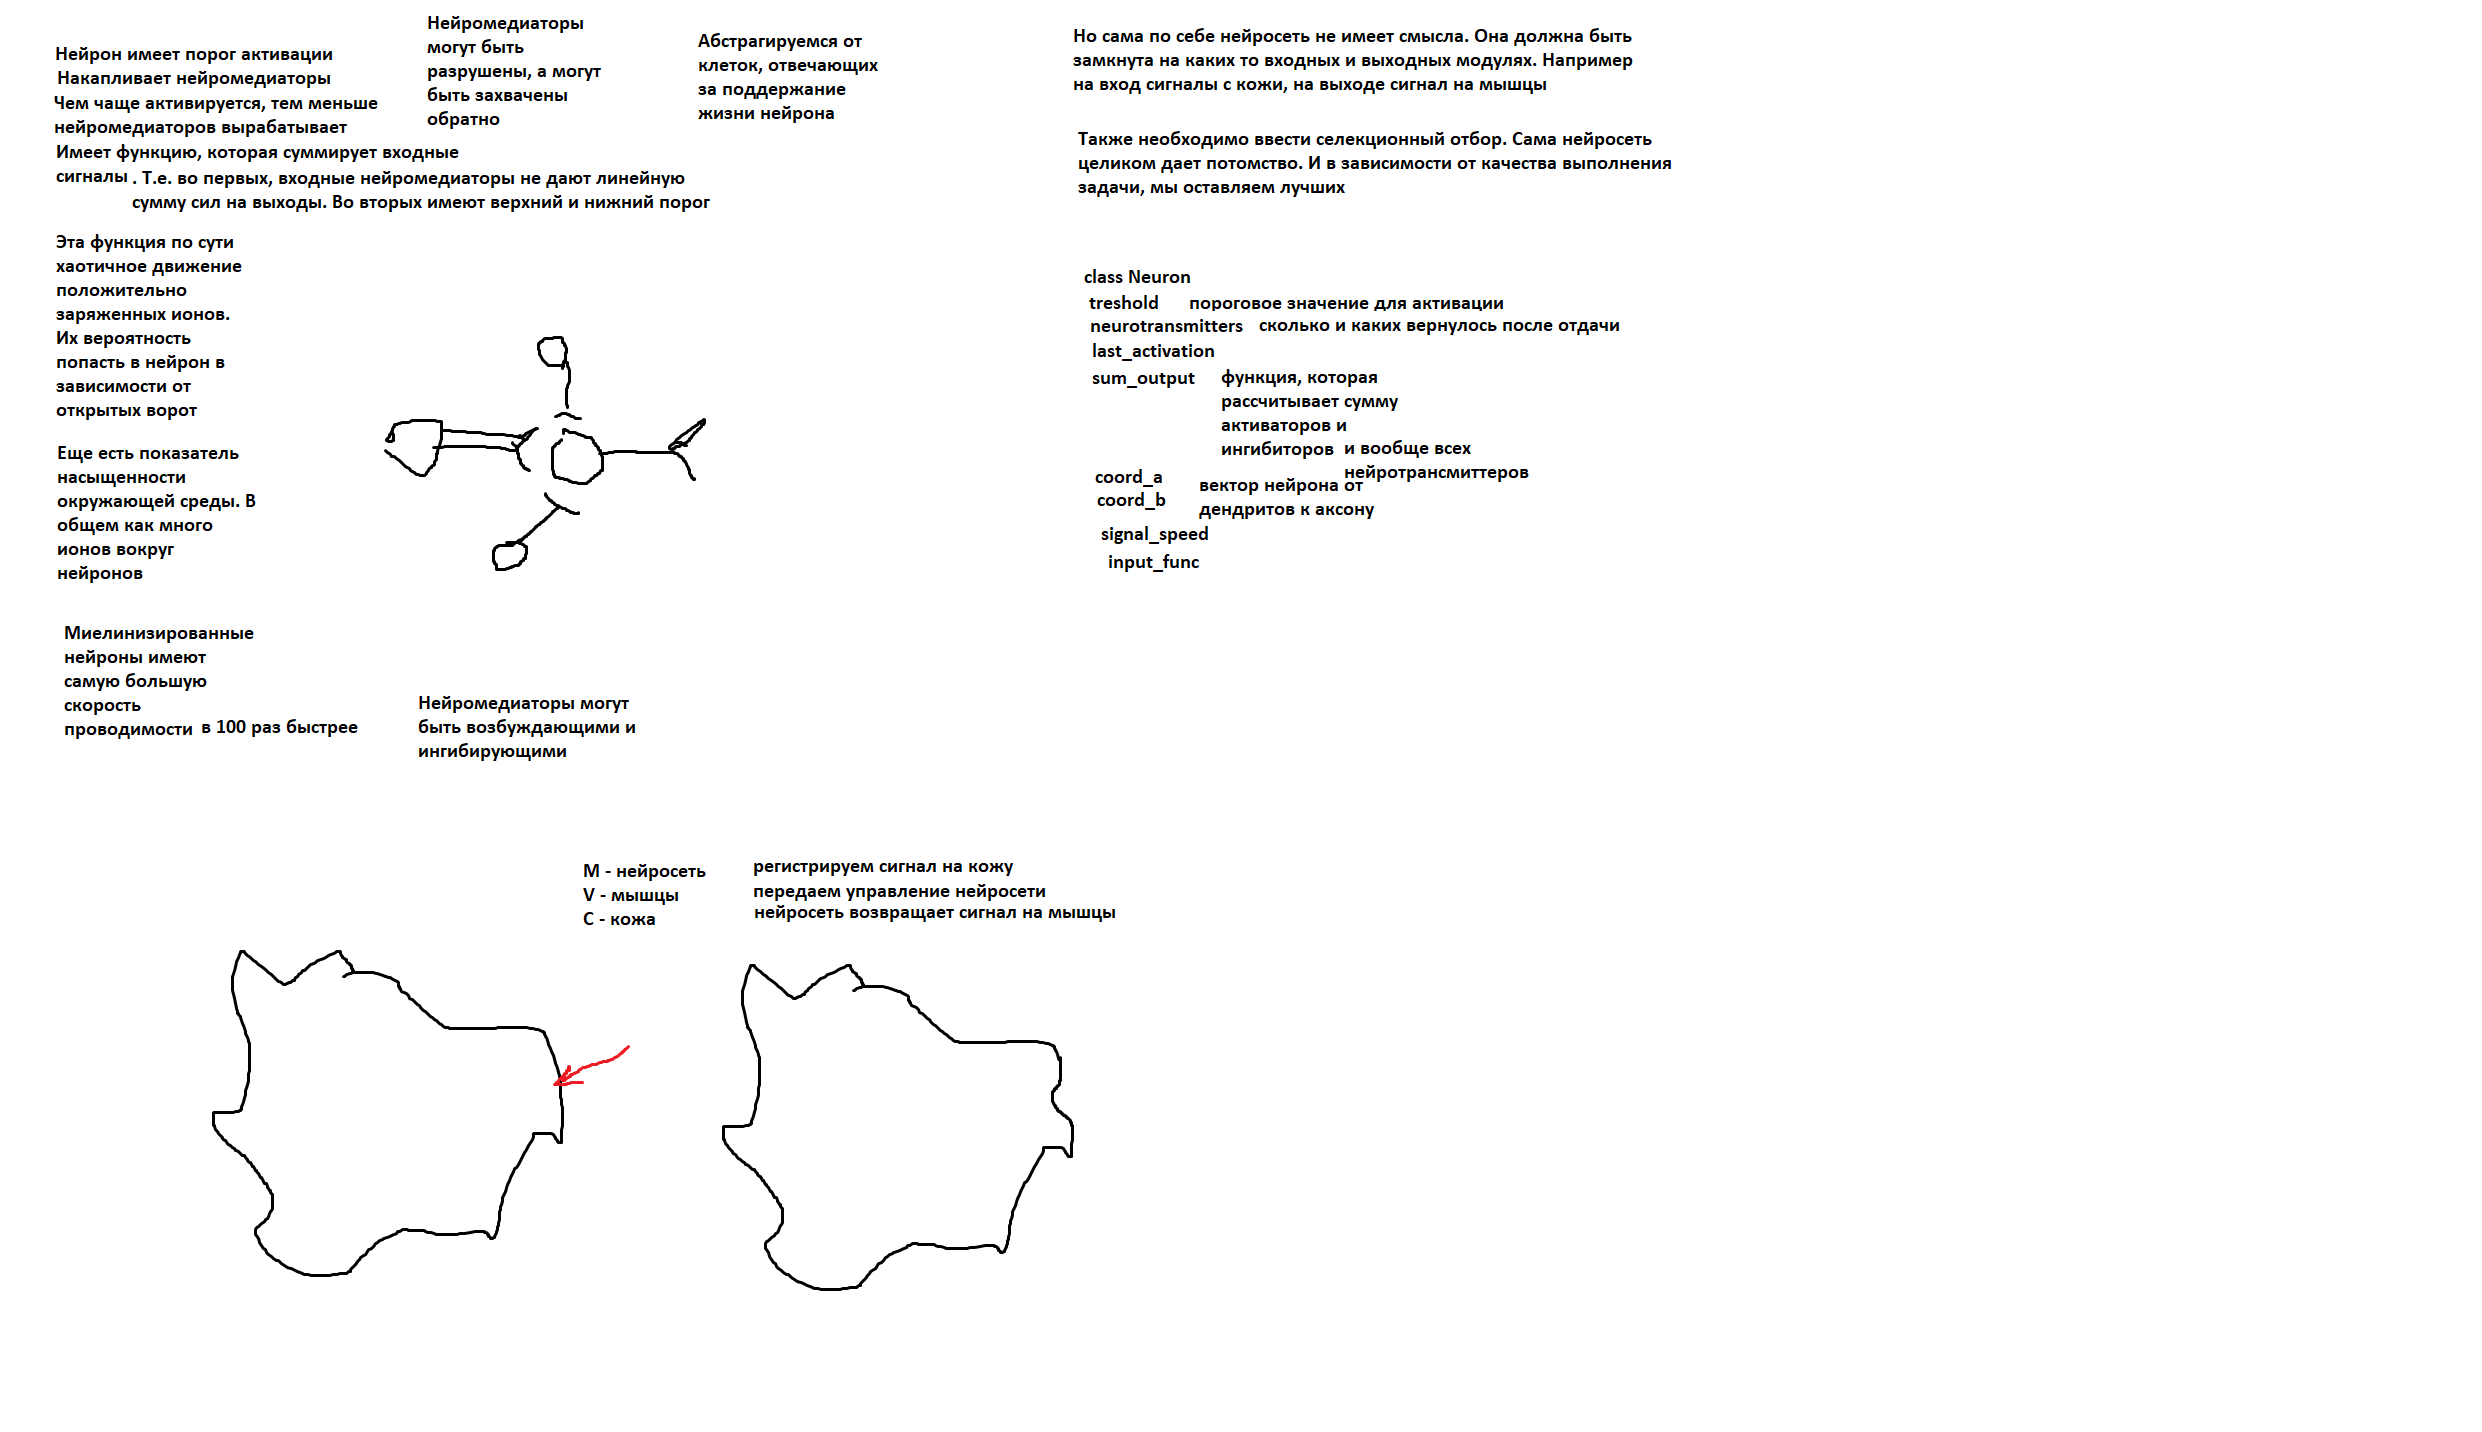 Нейрон имеет порог активации
Накапливает нейромедиаторы
Чем чаще активируется, тем меньше
нейромедиаторов вырабатывает
Имеет функцию, которая суммирует входные
сигналы . Т.е. во первых, входные нейромедиаторы не дают линейную
сумму сил на выходы. Во вторых имеют верхний и нижний порог
Нейромедиаторы
могут быть
разрушены, а могут
быть захвачены
обратно
Абстрагируемся от
клеток, отвечающих
за поддержание
жизни нейрона
Эта функция по сути
хаотичное движение
положительно
заряженных ионов.
Их вероятность
попасть в нейрон в
зависимости от
открытых ворот
Еще есть показатель
насыщенности
окружающей среды. В
общем как много
ионов вокруг
нейронов
Миелинизированные
нейроны имеют
самую большую
скорость
проводимости в 100 раз быстрее
Нейромедиаторы могут
быть возбуждающими и
ингибирующими
Но сама по себе нейросеть не имеет смысла. Она должна быть
замкнута на каких то входных и выходных модулях. Например
на вход сигналы с кожи, на выходе сигнал на мышцы
Также необходимо ввести селекционный отбор. Сама нейросеть
целиком дает потомство. И в зависимости от качества выполнения
задачи, мы оставляем лучших
class Neuron
treshold пороговое значение для активации
neurotransmitters сколько и каких вернулось после отдачи
last_activation
sum_output функция, которая
рассчитывает сумму
активаторов и
ингибиторов и вообще всех
нейротрансмиттеров
coord_a вектор нейрона от
coord_b дендритов к аксону
signal_speed
input_func
М - нейросеть
V - мышцы
С - кожа
регистрируем сигнал на кожу
передаем управление нейросети
нейросеть возвращает сигнал на мышцы